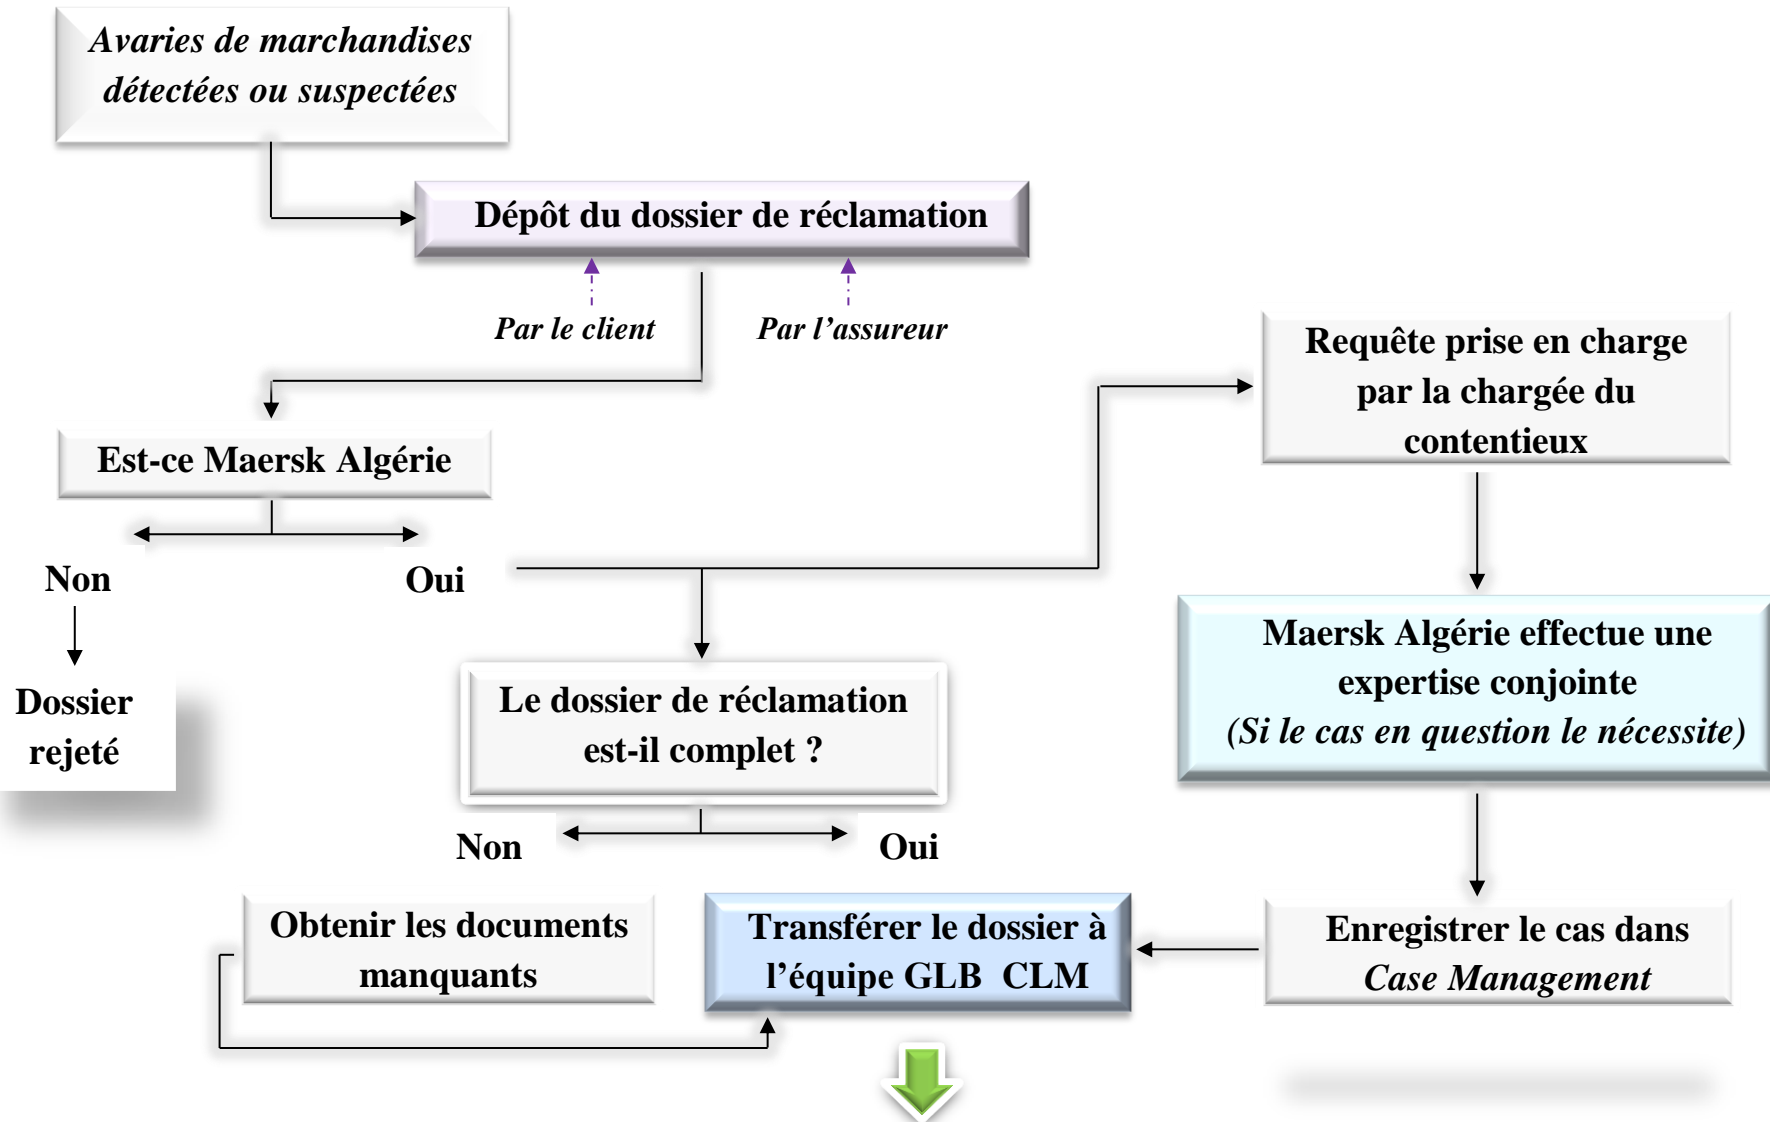 Avaries de marchandises
détectées ou suspectées
Dépôt du dossier de réclamation
Par le client
Par l’assureur
Requête prise en charge
par la chargée du
contentieux
Est-ce Maersk Algérie
Non
Oui
Maersk Algérie effectue une
expertise conjointe
(Si le cas en question le nécessite)
Dossier
rejeté
Le dossier de réclamation
est-il complet ?
Non
Oui
Obtenir les documents
manquants
Transférer le dossier à
l’équipe GLB CLM
Enregistrer le cas dans
Case Management